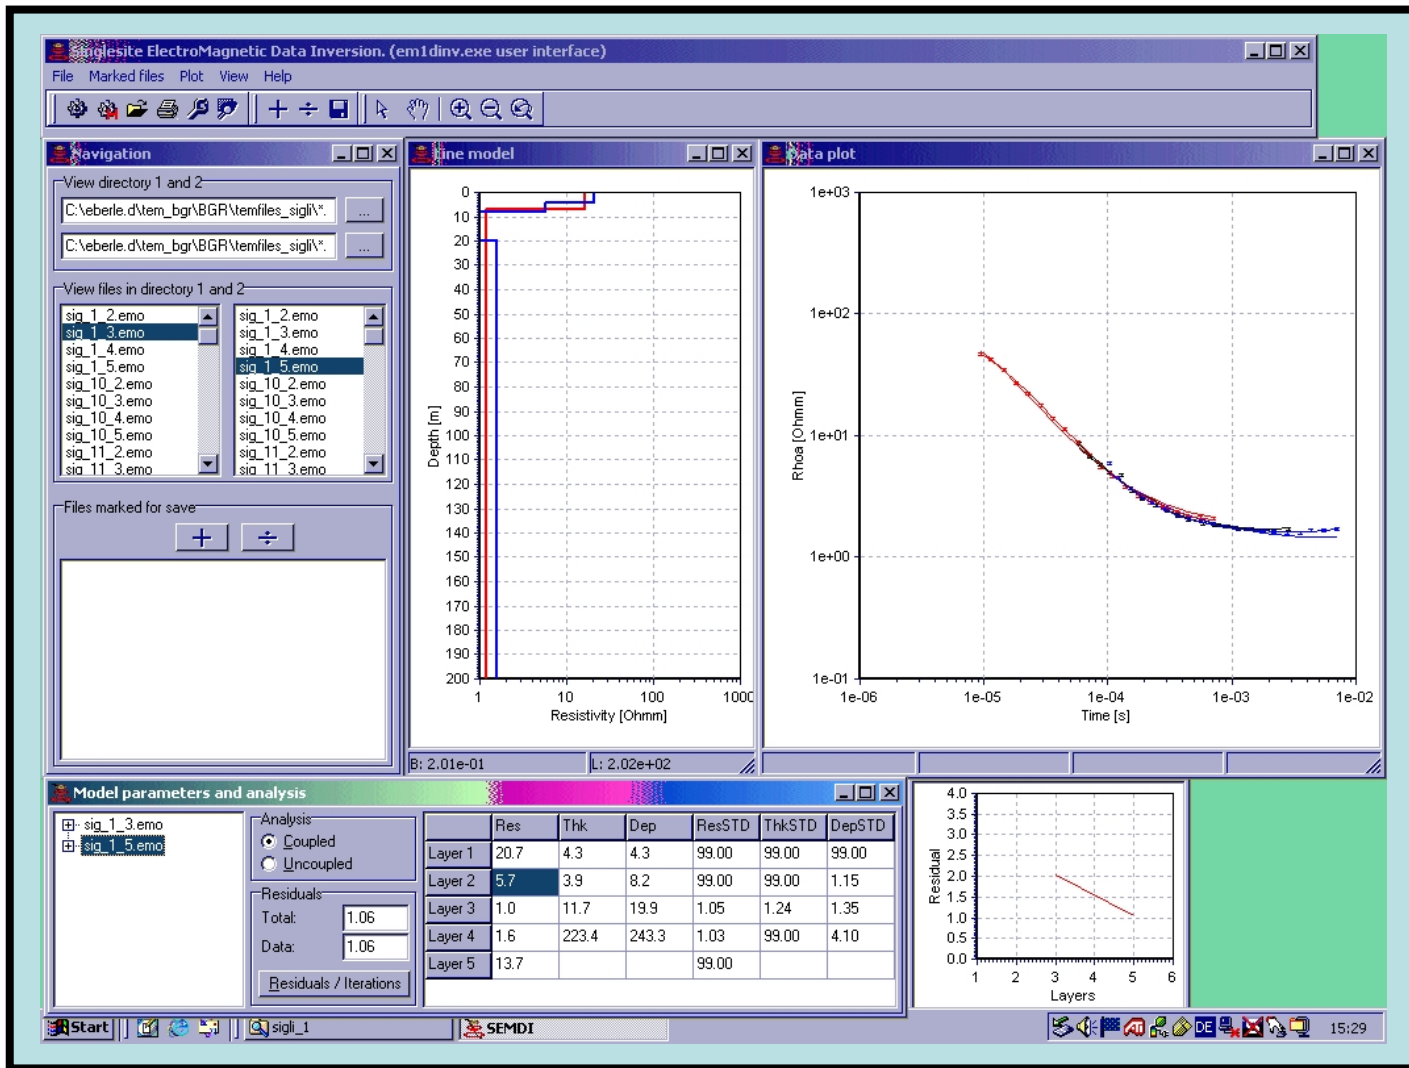 Singlesite ElectroMagnetic Data Inversion. (em1dinv.exe user interface)
File Marked files Plot View Help
Navigation
View directory 1 and 2
C:\eberle.d\tem_bgr\BGR\temfiles_sigli\*. ...
C:\eberle.d\tem_bgr\BGR\temfiles_sigli\*. ...
View files in directory 1 and 2
sig_1_2.emo sig_1_2.emo
sig_1_3.emo sig_1_3.emo
sig_1_4.emo sig_1_4.emo
sig_1_5.emo sig_1_5.emo
sig_10_2.emo sig_10_2.emo
sig_10_3.emo sig_10_3.emo
sig_10_4.emo sig_10_4.emo
sig_10_5.emo sig_10_5.emo
sig_11_2.emo sig_11_2.emo
sig_11_3.emo sig_11_3.emo
Files marked for save
+ ÷
Line model
0
10
20
30
40
50
60
70
80
90
100
110
120
130
140
150
160
170
180
190
200
Depth [m]
1 10 100 1000
Resistivity [Ohmm]
B: 2.01e-01 L: 2.02e+02
Data plot
1e+03
1e+02
1e+01
1e+00
1e-01
Rhoa [Ohmm]
1e-06 1e-05 1e-04 1e-03 1e-02
Time [s]
Model parameters and analysis
sig_1_3.emo
sig_1_5.emo
Analysis
Coupled
Uncoupled
Residuals
Total: 1.06
Data: 1.06
Residuals / Iterations
Res Thk Dep ResSTD ThkSTD DepSTD
Layer 1 20.7 4.3 4.3 99.00 99.00 99.00
Layer 2 5.7 3.9 8.2 99.00 99.00 1.15
Layer 3 1.0 11.7 19.9 1.05 1.24 1.35
Layer 4 1.6 223.4 243.3 1.03 99.00 4.10
Layer 5 13.7 99.00
4.0
3.5
3.0
2.5
2.0
1.5
1.0
0.5
0.0
Residual
1 2 3 4 5 6
Layers
Start sigli_1 SEMDI DE 15:29